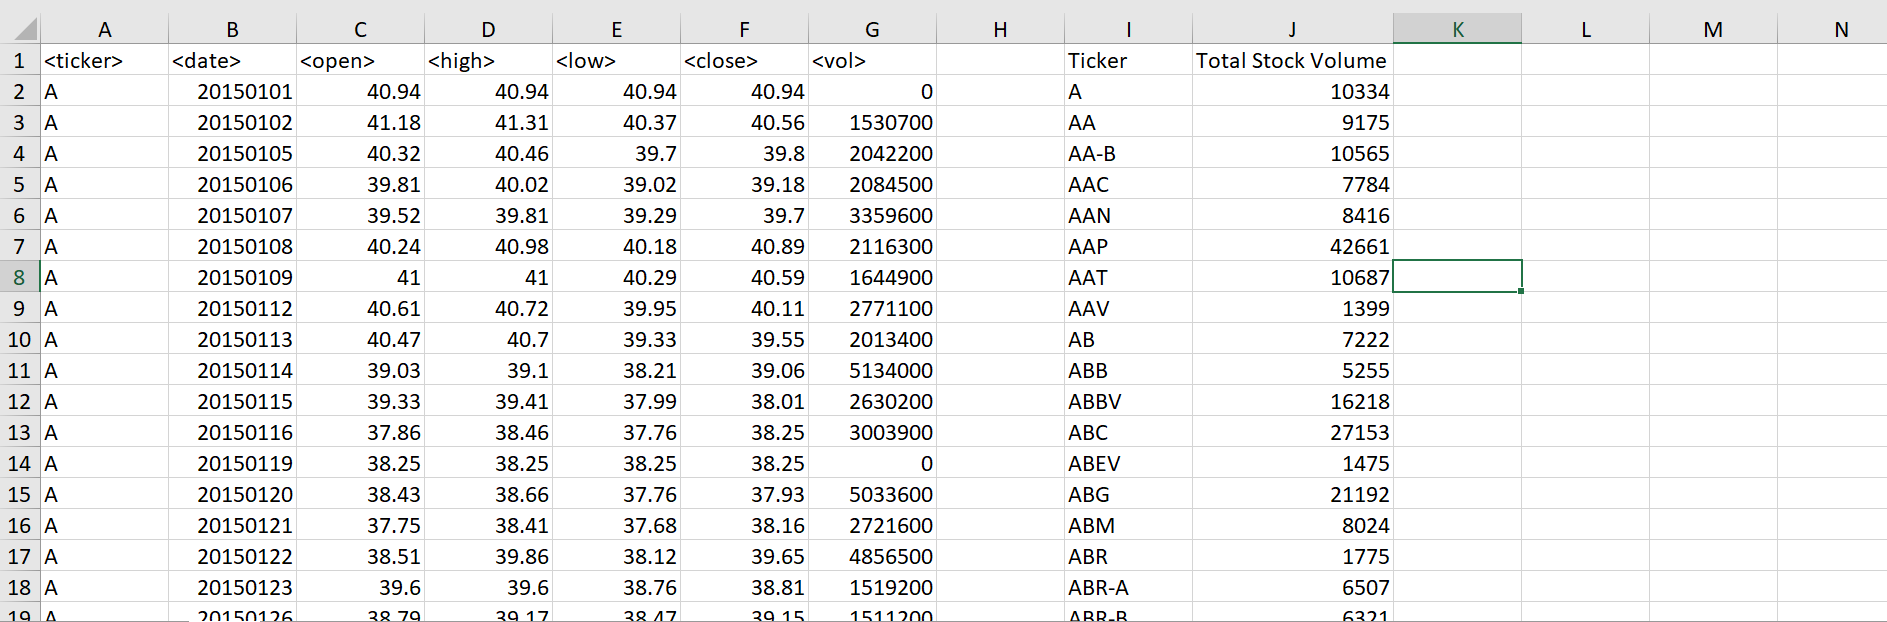 A B C D E F G H I J K L M N
1 <ticker> <date> <open> <high> <low> <close> <vol> Ticker Total Stock Volume
2 A 20150101 40.94 40.94 40.94 40.94 0 A 10334
3 A 20150102 41.18 41.31 40.37 40.56 1530700 AA 9175
4 A 20150105 40.32 40.46 39.7 39.8 2042200 AA-B 10565
5 A 20150106 39.81 40.02 39.02 39.18 2084500 AAC 7784
6 A 20150107 39.52 39.81 39.29 39.7 3359600 AAN 8416
7 A 20150108 40.24 40.98 40.18 40.89 2116300 AAP 42661
8 A 20150109 41 41 40.29 40.59 1644900 AAT 10687
9 A 20150112 40.61 40.72 39.95 40.11 2771100 AAV 1399
10 A 20150113 40.47 40.7 39.33 39.55 2013400 AB 7222
11 A 20150114 39.03 39.1 38.21 39.06 5134000 ABB 5255
12 A 20150115 39.33 39.41 37.99 38.01 2630200 ABBV 16218
13 A 20150116 37.86 38.46 37.76 38.25 3003900 ABC 27153
14 A 20150119 38.25 38.25 38.25 38.25 0 ABEV 1475
15 A 20150120 38.43 38.66 37.76 37.93 5033600 ABG 21192
16 A 20150121 37.75 38.41 37.68 38.16 2721600 ABM 8024
17 A 20150122 38.51 39.86 38.12 39.65 4856500 ABR 1775
18 A 20150123 39.6 39.6 38.76 38.81 1519200 ABR-A 6507
19 A 20150126 38.79 39.17 38.47 39.15 1511200 ABR-B 6321